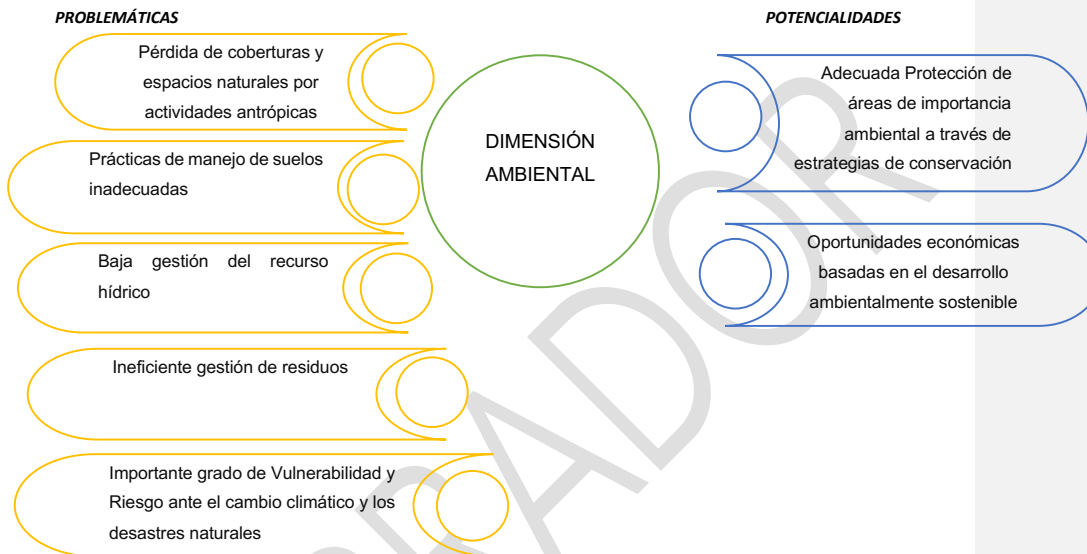 PROBLEMÁTICAS
Pérdida de coberturas y
espacios naturales por
actividades antrópicas
Prácticas de manejo de suelos
inadecuadas
Baja gestión del recurso
hídrico
Ineficiente gestión de residuos
Importante grado de Vulnerabilidad y
Riesgo ante el cambio climático y los
desastres naturales
DIMENSIÓN
AMBIENTAL
POTENCIALIDADES
Adecuada Protección de
áreas de importancia
ambiental a través de
estrategias de conservación
Oportunidades económicas
basadas en el desarrollo
ambientalmente sostenible
RADOR